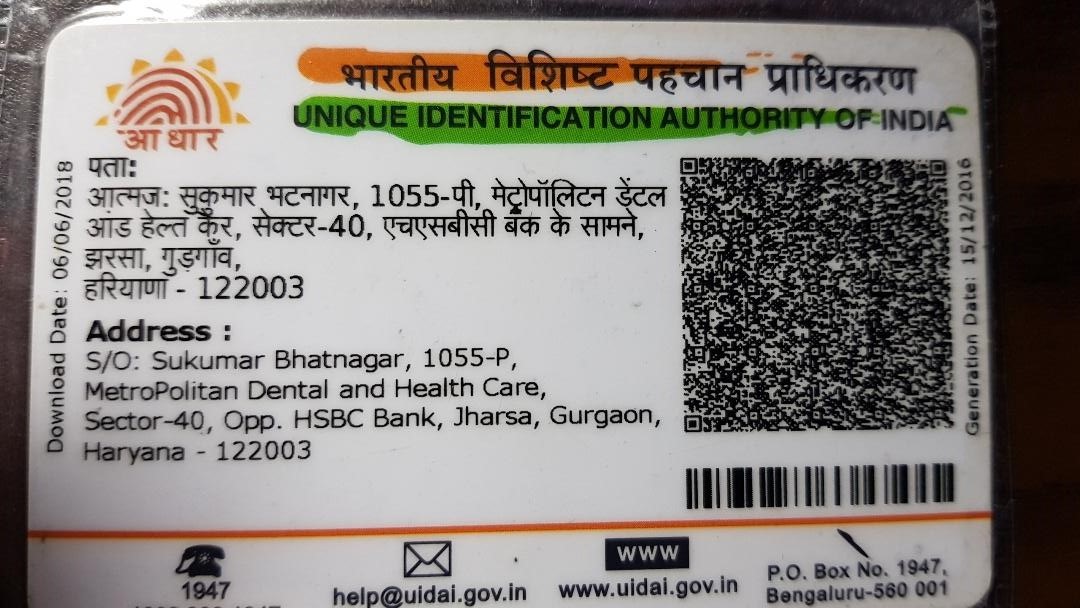 भारतीय विशिष्ट पहचान प्राधिकरण
UNIQUE IDENTIFICATION AUTHORITY OF INDIA
आधार
Download Date: 06/06/2018
पता:
आत्मज: सुकुमार भटनागर, 1055-पी, मेट्रोपॉलिटन डेंटल
आंड हेल्त कैर, सेक्टर-40, एचएसबीसी बैंक के सामने,
झरसा, गुड़गाँव,
हरियाणा - 122003
Address :
S/O: Sukumar Bhatnagar, 1055-P,
MetroPolitan Dental and Health Care,
Sector-40, Opp. HSBC Bank, Jharsa, Gurgaon,
Haryana - 122003
Generation Date: 15/12/2016
1947
help@uidai.gov.in
www
www.uidai.gov.in
P.O. Box No. 1947,
Bengaluru-560 001